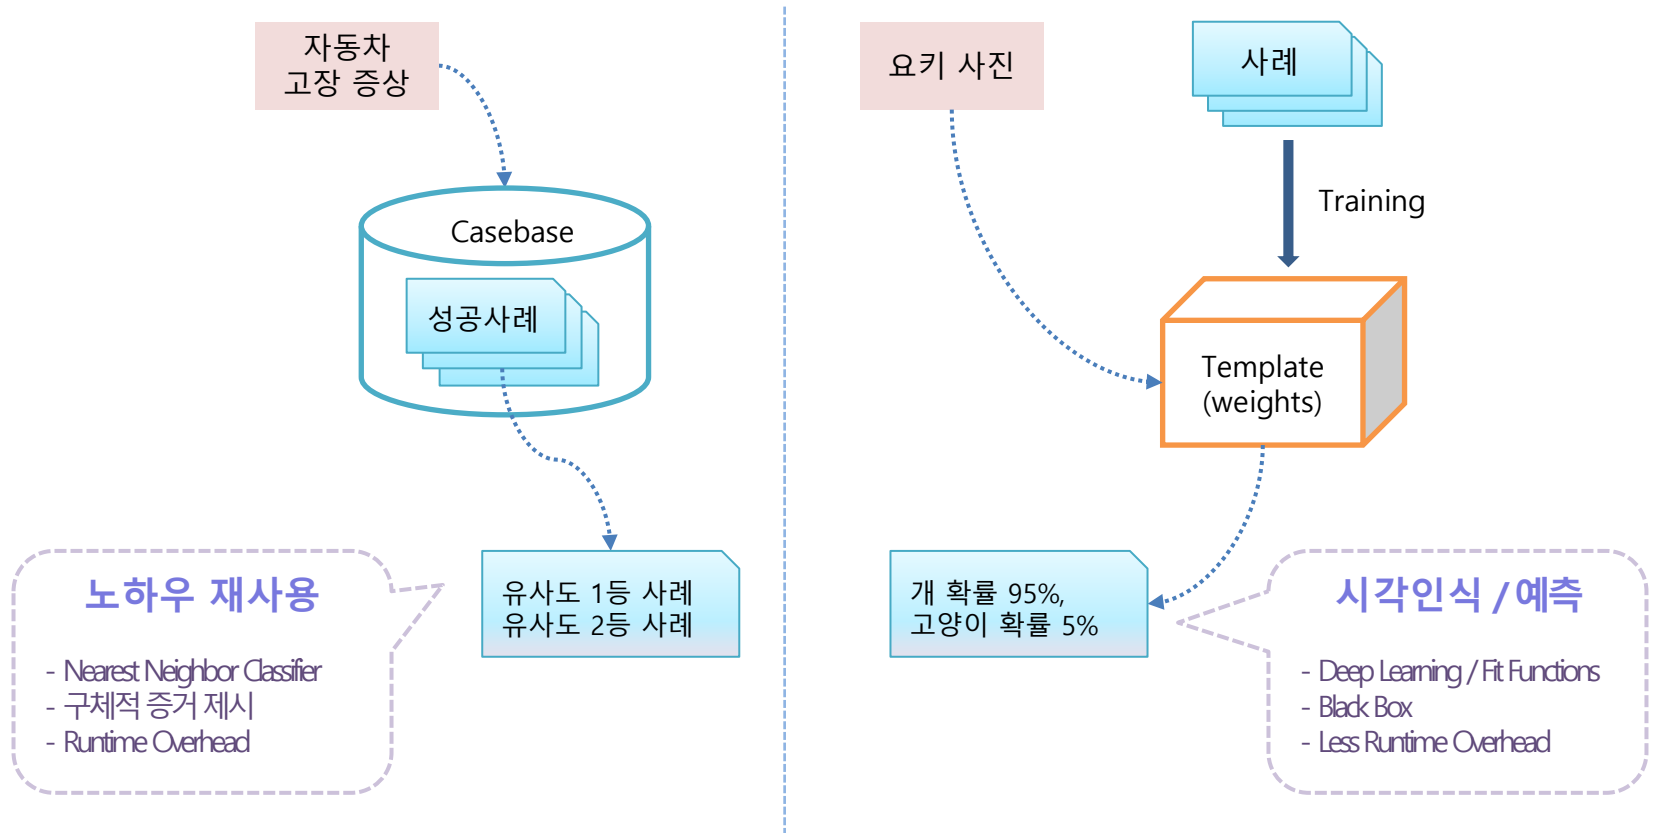 자동차
고장 증상
Casebase
성공사례
유사도 1등 사례
유사도 2등 사례
노하우 재사용
- Nearest Neighbor Classifier
- 구체적 증거 제시
- Runtime Overhead
요키 사진
사례
Training
Template
(weights)
개 확률 95%,
고양이 확률 5%
시각인식 / 예측
- Deep Learning / Fit Functions
- Black Box
- Less Runtime Overhead